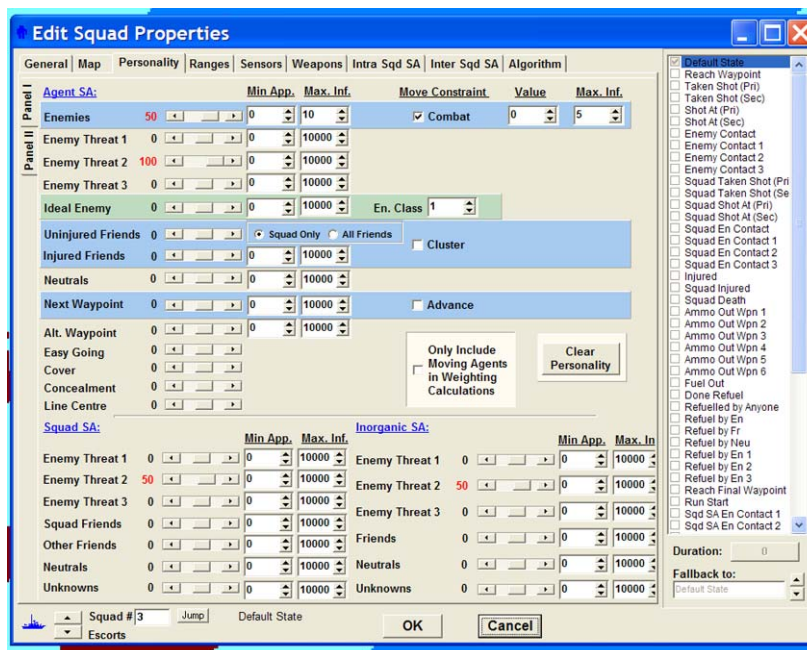 Edit Squad Properties
General Map Personality Ranges Sensors Weapons Intra Sqd SA Inter Sqd SA Algorithm
Panel I
Panel II
Agent SA: Min App. Max. Inf. Move Constraint Value Max. Inf.
Enemies 50 0 10 Combat 0 5
Enemy Threat 1 0 0 10000
Enemy Threat 2 100 0 10000
Enemy Threat 3 0 0 10000
Ideal Enemy 0 0 10000 En. Class 1
Uninjured Friends 0 Squad Only All Friends
Cluster
Injured Friends 0 0 10000
Neutrals 0 0 10000
Next Waypoint 0 0 10000 Advance
Alt. Waypoint 0 0 10000
Easy Going 0
Cover 0
Concealment 0
Line Centre 0
Only Include
Moving Agents
in Weighting
Calculations
Clear
Personality
Squad SA:
Min App. Max. Inf.
Enemy Threat 1 0 0 10000
Enemy Threat 2 50 0 10000
Enemy Threat 3 0 0 10000
Squad Friends 0 0 10000
Other Friends 0 0 10000
Neutrals 0 0 10000
Unknowns 0 0 10000
Inorganic SA:
Min App. Max. In
Enemy Threat 1 0 0 10000
Enemy Threat 2 50 0 10000
Enemy Threat 3 0 0 10000
Friends 0 0 10000
Neutrals 0 0 10000
Unknowns 0 0 10000
Default State
Reach Waypoint
Taken Shot (Pri)
Taken Shot (Sec)
Shot At (Pri)
Shot At (Sec)
Enemy Contact
Enemy Contact 1
Enemy Contact 2
Enemy Contact 3
Squad Taken Shot (Pri
Squad Taken Shot (Se
Squad Shot At (Pri)
Squad Shot At (Sec)
Squad En Contact
Squad En Contact 1
Squad En Contact 2
Squad En Contact 3
Injured
Squad Injured
Squad Death
Ammo Out Wpn 1
Ammo Out Wpn 2
Ammo Out Wpn 3
Ammo Out Wpn 4
Ammo Out Wpn 5
Ammo Out Wpn 6
Fuel Out
Done Refuel
Refuelled by Anyone
Refuel by En
Refuel by Fr
Refuel by Neu
Refuel by En 1
Refuel by En 2
Refuel by En 3
Reach Final Waypoint
Run Start
Sqd SA En Contact 1
Sqd SA En Contact 2
Duration: 0
Fallback to:
Default State
Squad # 3 Jump Default State
Escorts
OK Cancel